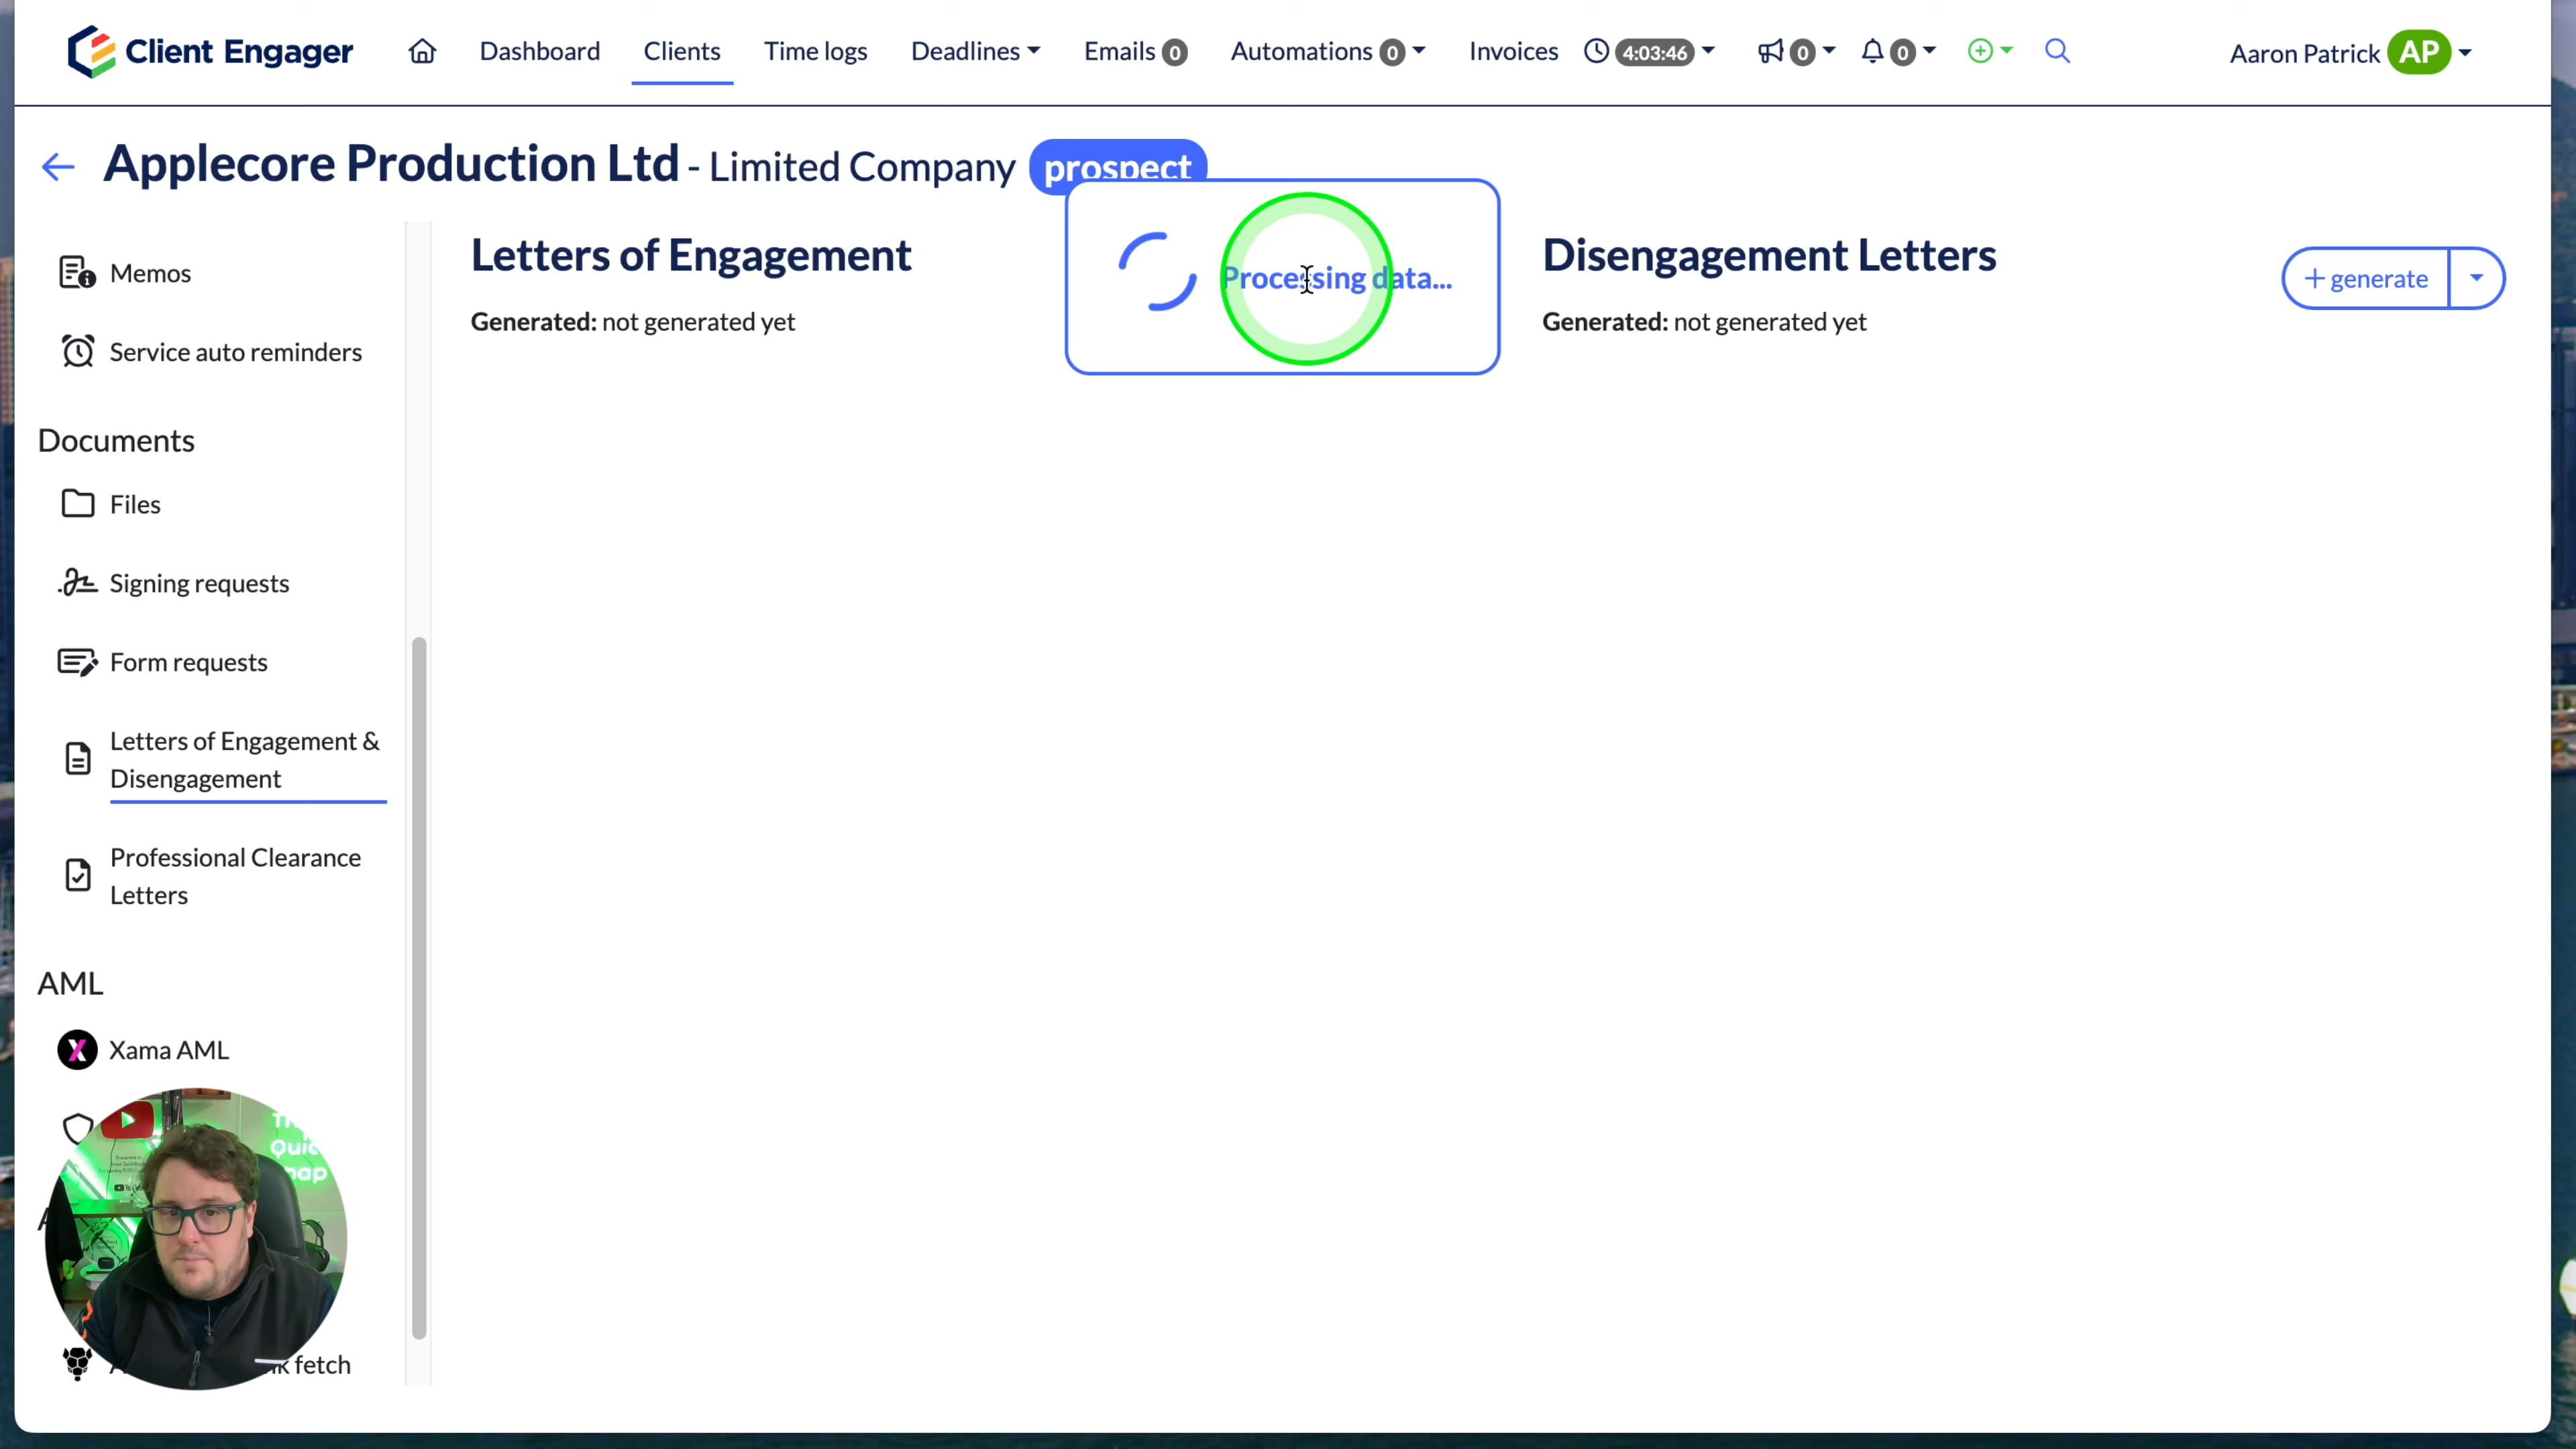 Client Engager
Dashboard
Clients
Time logs
Deadlines
Emails 0
Automations 0
Invoices
4:03:46
0
0
Aaron Patrick
AP
Applecore Production Ltd - Limited Company prospect
Memos
Service auto reminders
Documents
Files
Signing requests
Form requests
Letters of Engagement &
Disengagement
Professional Clearance
Letters
AML
Xama AML
fetch
Letters of Engagement
Generated: not generated yet
Processing data...
Disengagement Letters
Generated: not generated yet
+ generate